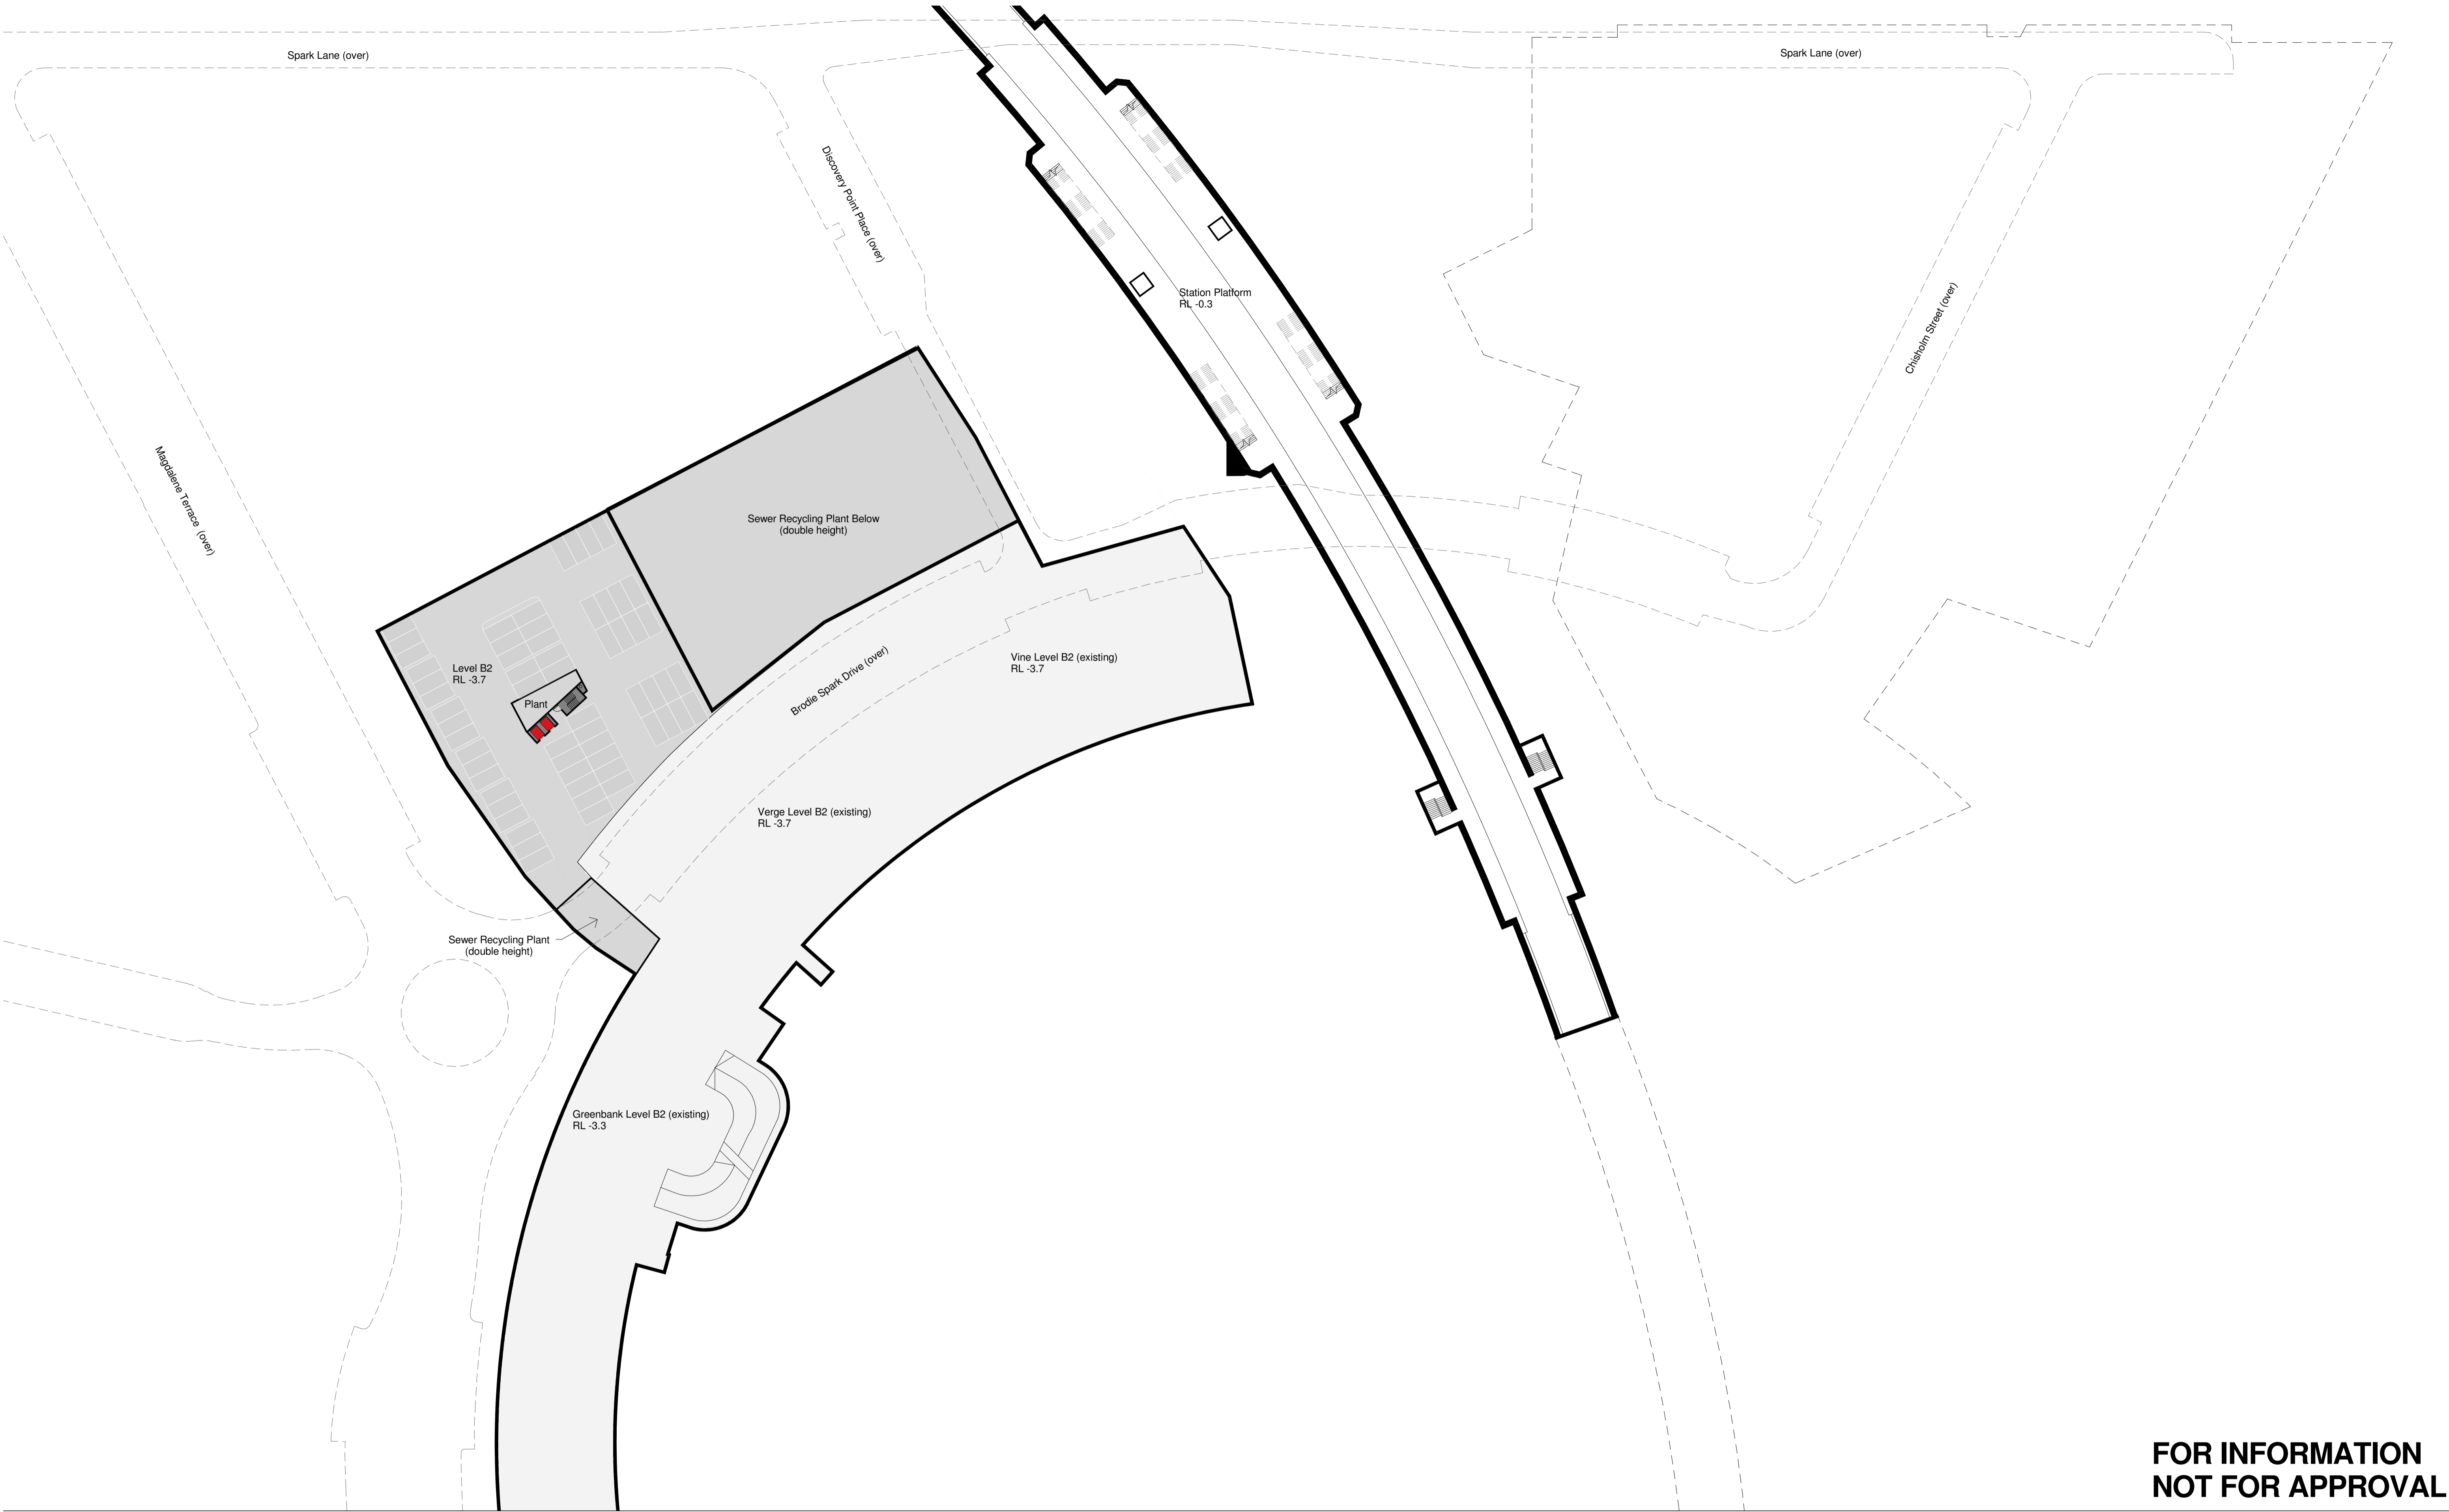 Spark Lane (over)
Spark Lane (over)
Discovery Point Place (over)
Station Platform
RL -0.3
Chisholm Street (over)
Magdalene Terrace (over)
Sewer Recycling Plant Below
(double height)
Level B2
RL -3.7
Plant
Brodie Spark Drive (over)
Vine Level B2 (existing)
RL -3.7
Verge Level B2 (existing)
RL -3.7
Sewer Recycling Plant
(double height)
Greenbank Level B2 (existing)
RL -3.3
FOR INFORMATION
NOT FOR APPROVAL